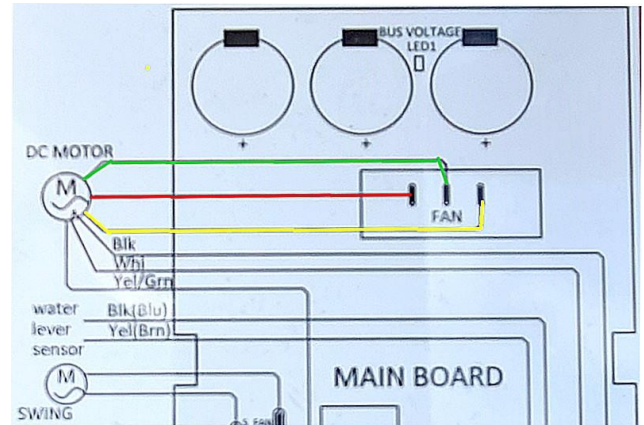 BUS VOLTAGE
LED1
+ + +
DC MOTOR
M
FAN
Blk
Whi
Yel/Grn
water Blk(Blu)
lever Yel(Brn)
sensor
M
MAIN BOARD
SWING
S_FAN